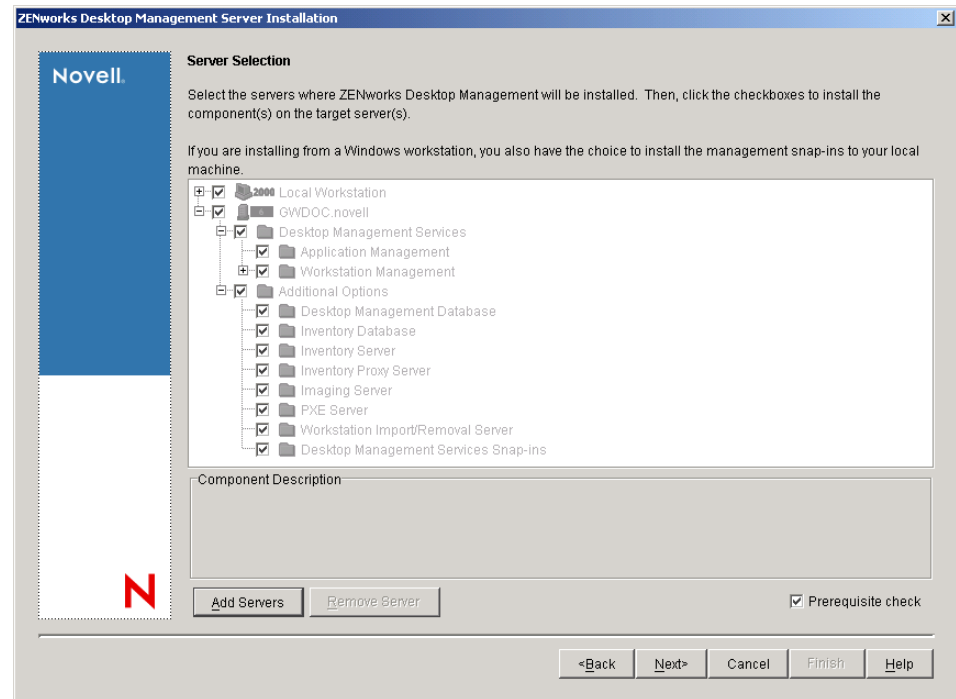 ZENworks Desktop Management Server Installation
Novell.
Server Selection
Select the servers where ZENworks Desktop Management will be installed. Then, click the checkboxes to install the
component(s) on the target server(s).
If you are installing from a Windows workstation, you also have the choice to install the management snap-ins to your local
machine.
2000 Local Workstation
GWDOC.novell
Desktop Management Services
Application Management
Workstation Management
Additional Options
Desktop Management Database
Inventory Database
Inventory Server
Inventory Proxy Server
Imaging Server
PXE Server
Workstation Import/Removal Server
Desktop Management Services Snap-ins
Component Description
N
Add Servers Remove Server Prerequisite check
<Back Next> Cancel Finish Help